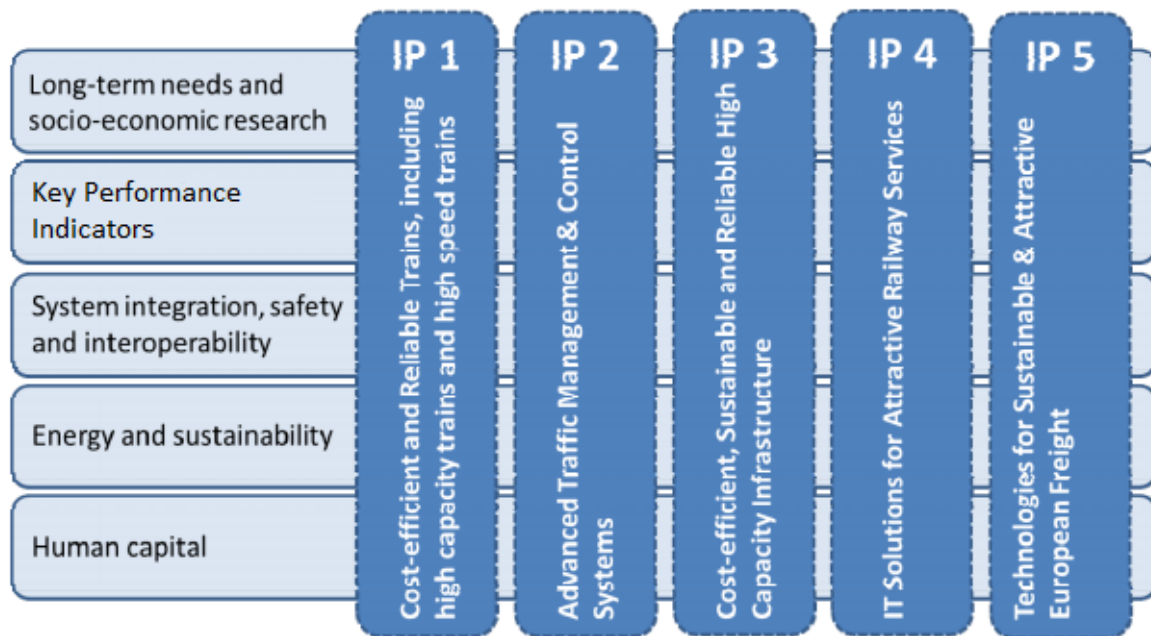 Long-term needs and
socio-economic research
Key Performance
Indicators
System integration, safety
and interoperability
Energy and sustainability
Human capital
IP 1
Cost-efficient and Reliable Trains, including
high capacity trains and high speed trains
IP 2
Advanced Traffic Management & Control
Systems
IP 3
Cost-efficient, Sustainable and Reliable High
Capacity Infrastructure
IP 4
IT Solutions for Attractive Railway Services
IP 5
Technologies for Sustainable & Attractive
European Freight